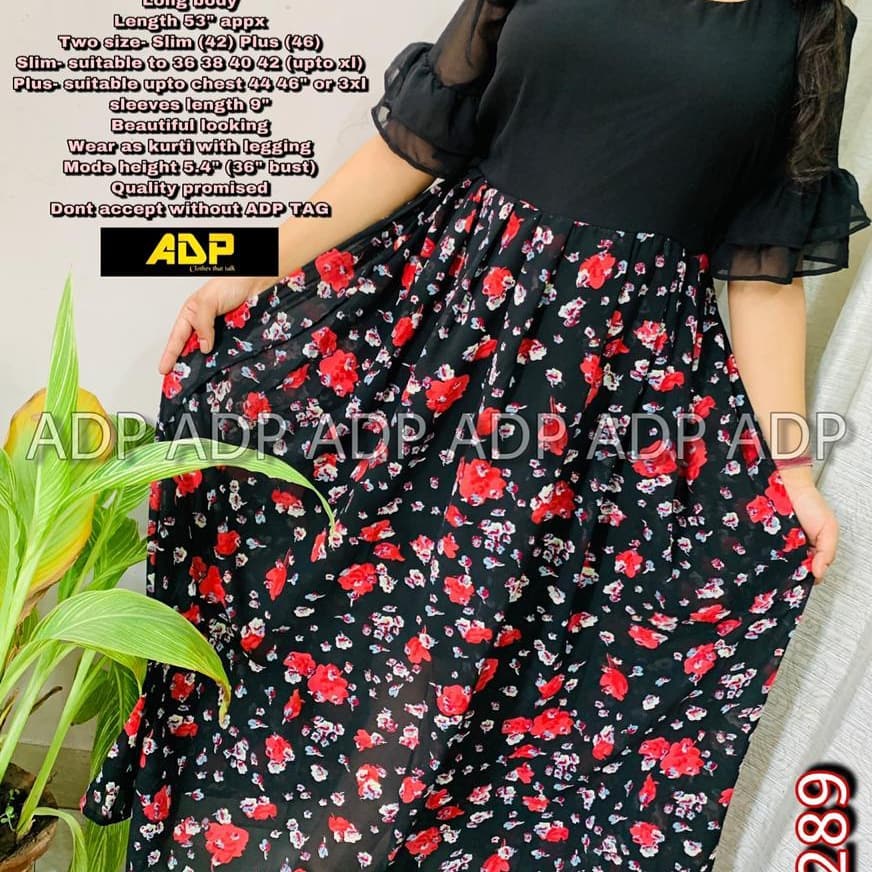 Long body
Length 53" appx
Two size- Slim (42) Plus (46)
Slim- suitable to 36 38 40 42 (upto xl)
Plus- suitable upto chest 44 46" or 3xl
sleeves length 9"
Beautiful looking
Wear as kurti with legging
Mode height 5.4" (36" bust)
Quality promised
Dont accept without ADP TAG
ADP
Clothes that talk
ADP ADP ADP ADP ADP ADP
289